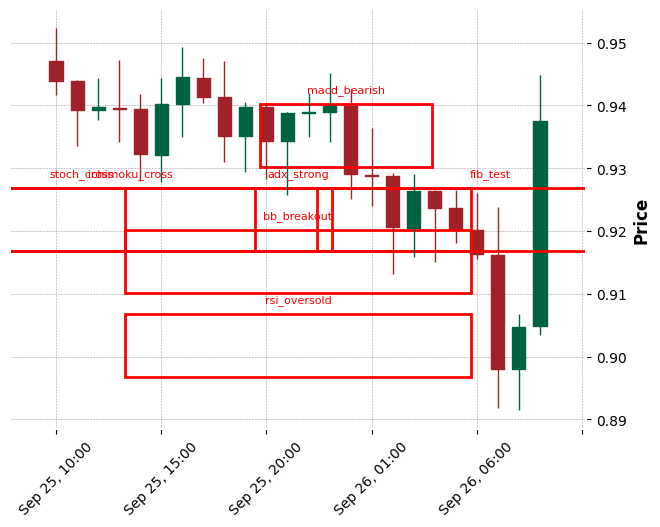 macd_bearish
stoch_cross
ichimoku_cross
adx_strong
fib_test
bb_breakout
rsi_oversold
0.95
0.94
0.93
0.92
0.91
0.90
0.89
Price
Sep 25, 10:00
Sep 25, 15:00
Sep 25, 20:00
Sep 26, 01:00
Sep 26, 06:00